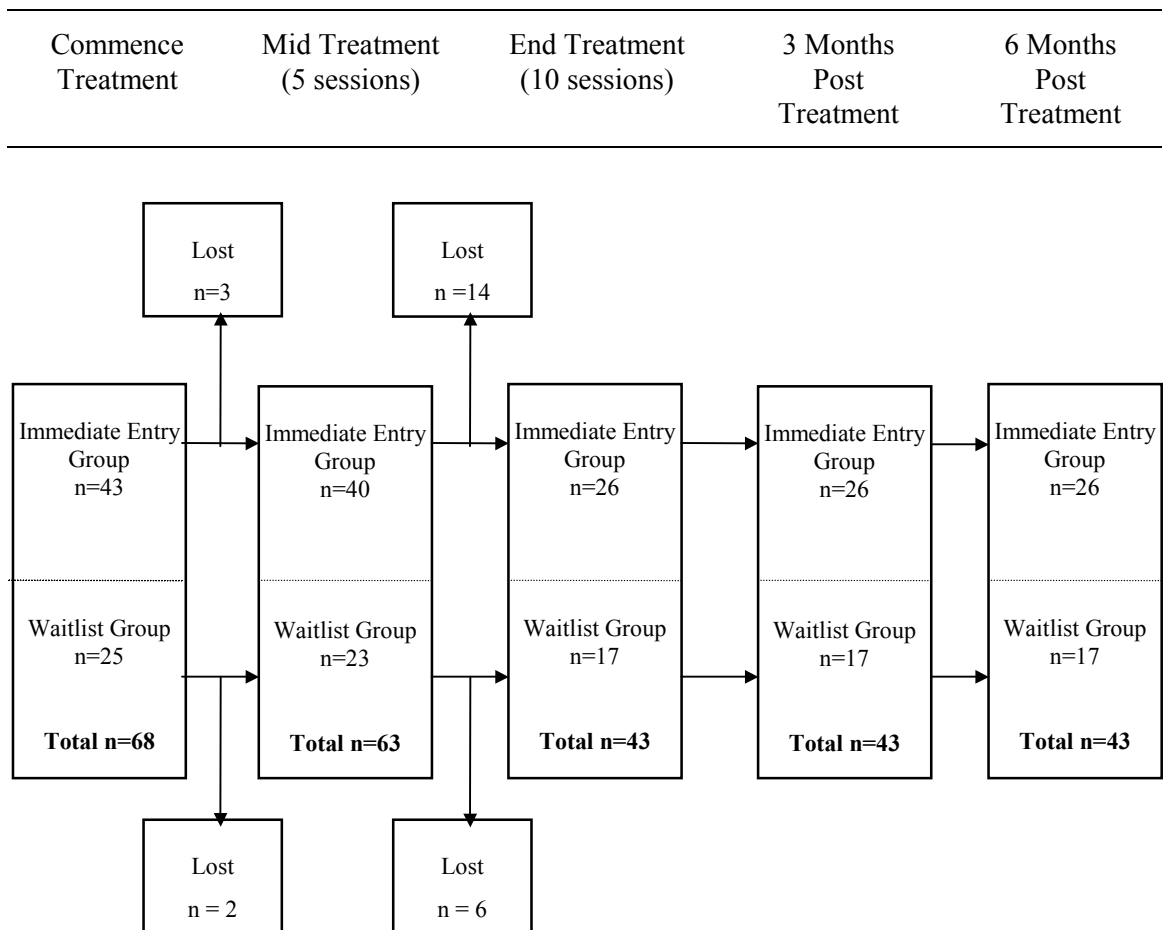 Commence
Treatment
Mid Treatment
(5 sessions)
End Treatment
(10 sessions)
3 Months
Post
Treatment
6 Months
Post
Treatment
Lost
n=3
Lost
n =14
Immediate Entry
Group
n=43
Immediate Entry
Group
n=40
Immediate Entry
Group
n=26
Immediate Entry
Group
n=26
Immediate Entry
Group
n=26
Waitlist Group
n=25
Waitlist Group
n=23
Waitlist Group
n=17
Waitlist Group
n=17
Waitlist Group
n=17
Total n=68
Total n=63
Total n=43
Total n=43
Total n=43
Lost
n = 2
Lost
n = 6